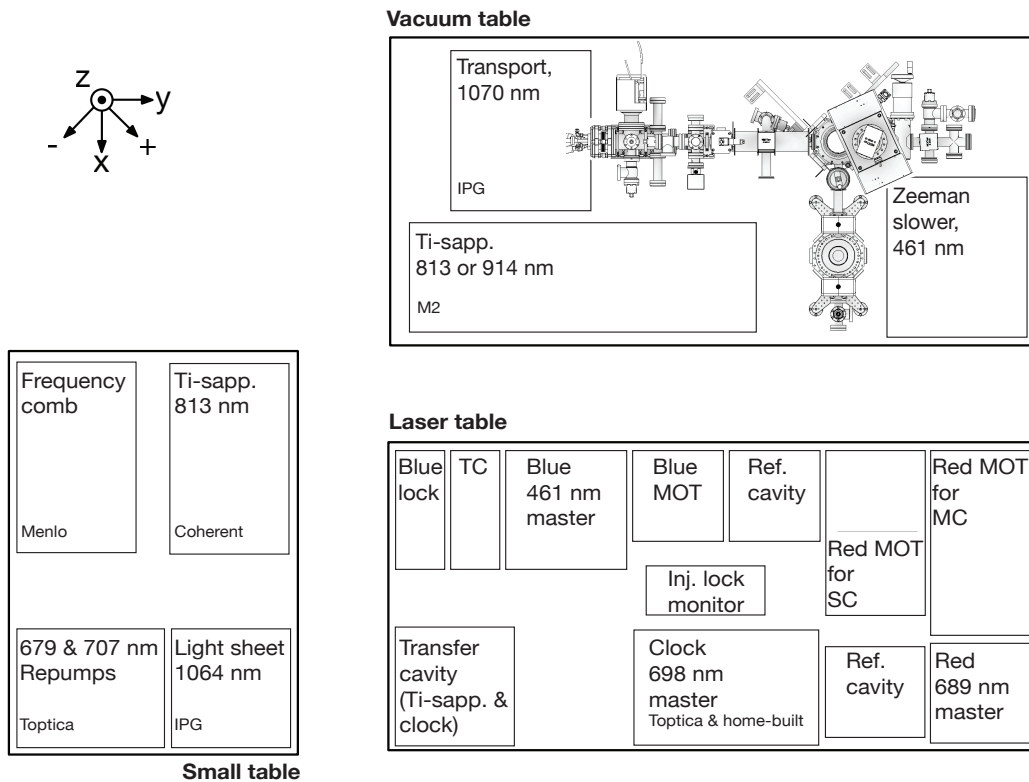 Vacuum table
z
y
-
x
+
Transport,
1070 nm
IPG
Ti-sapp.
813 or 914 nm
M2
Zeeman
slower,
461 nm
Frequency
comb
Menlo
Ti-sapp.
813 nm
Coherent
679 & 707 nm
Repumps
Toptica
Light sheet
1064 nm
IPG
Small table
Laser table
Blue
lock
TC
Blue
461 nm
master
Blue
MOT
Ref.
cavity
Red MOT
for
SC
Red MOT
for
MC
Inj. lock
monitor
Transfer
cavity
(Ti-sapp. &
clock)
Clock
698 nm
master
Toptica & home-built
Ref.
cavity
Red
689 nm
master